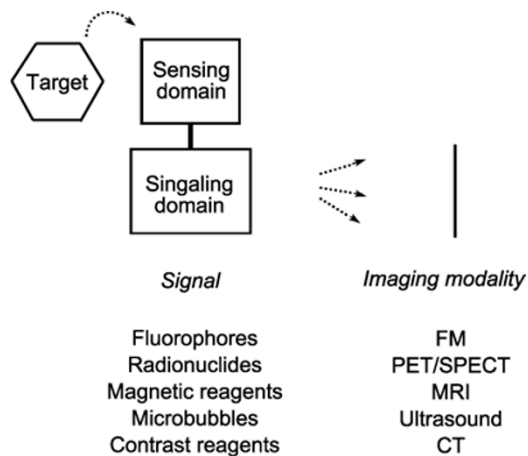 Target
Sensing
domain
Singaling
domain
Signal
Imaging modality
Fluorophores
FM
Radionuclides
PET/SPECT
Magnetic reagents
MRI
Microbubbles
Ultrasound
Contrast reagents
CT